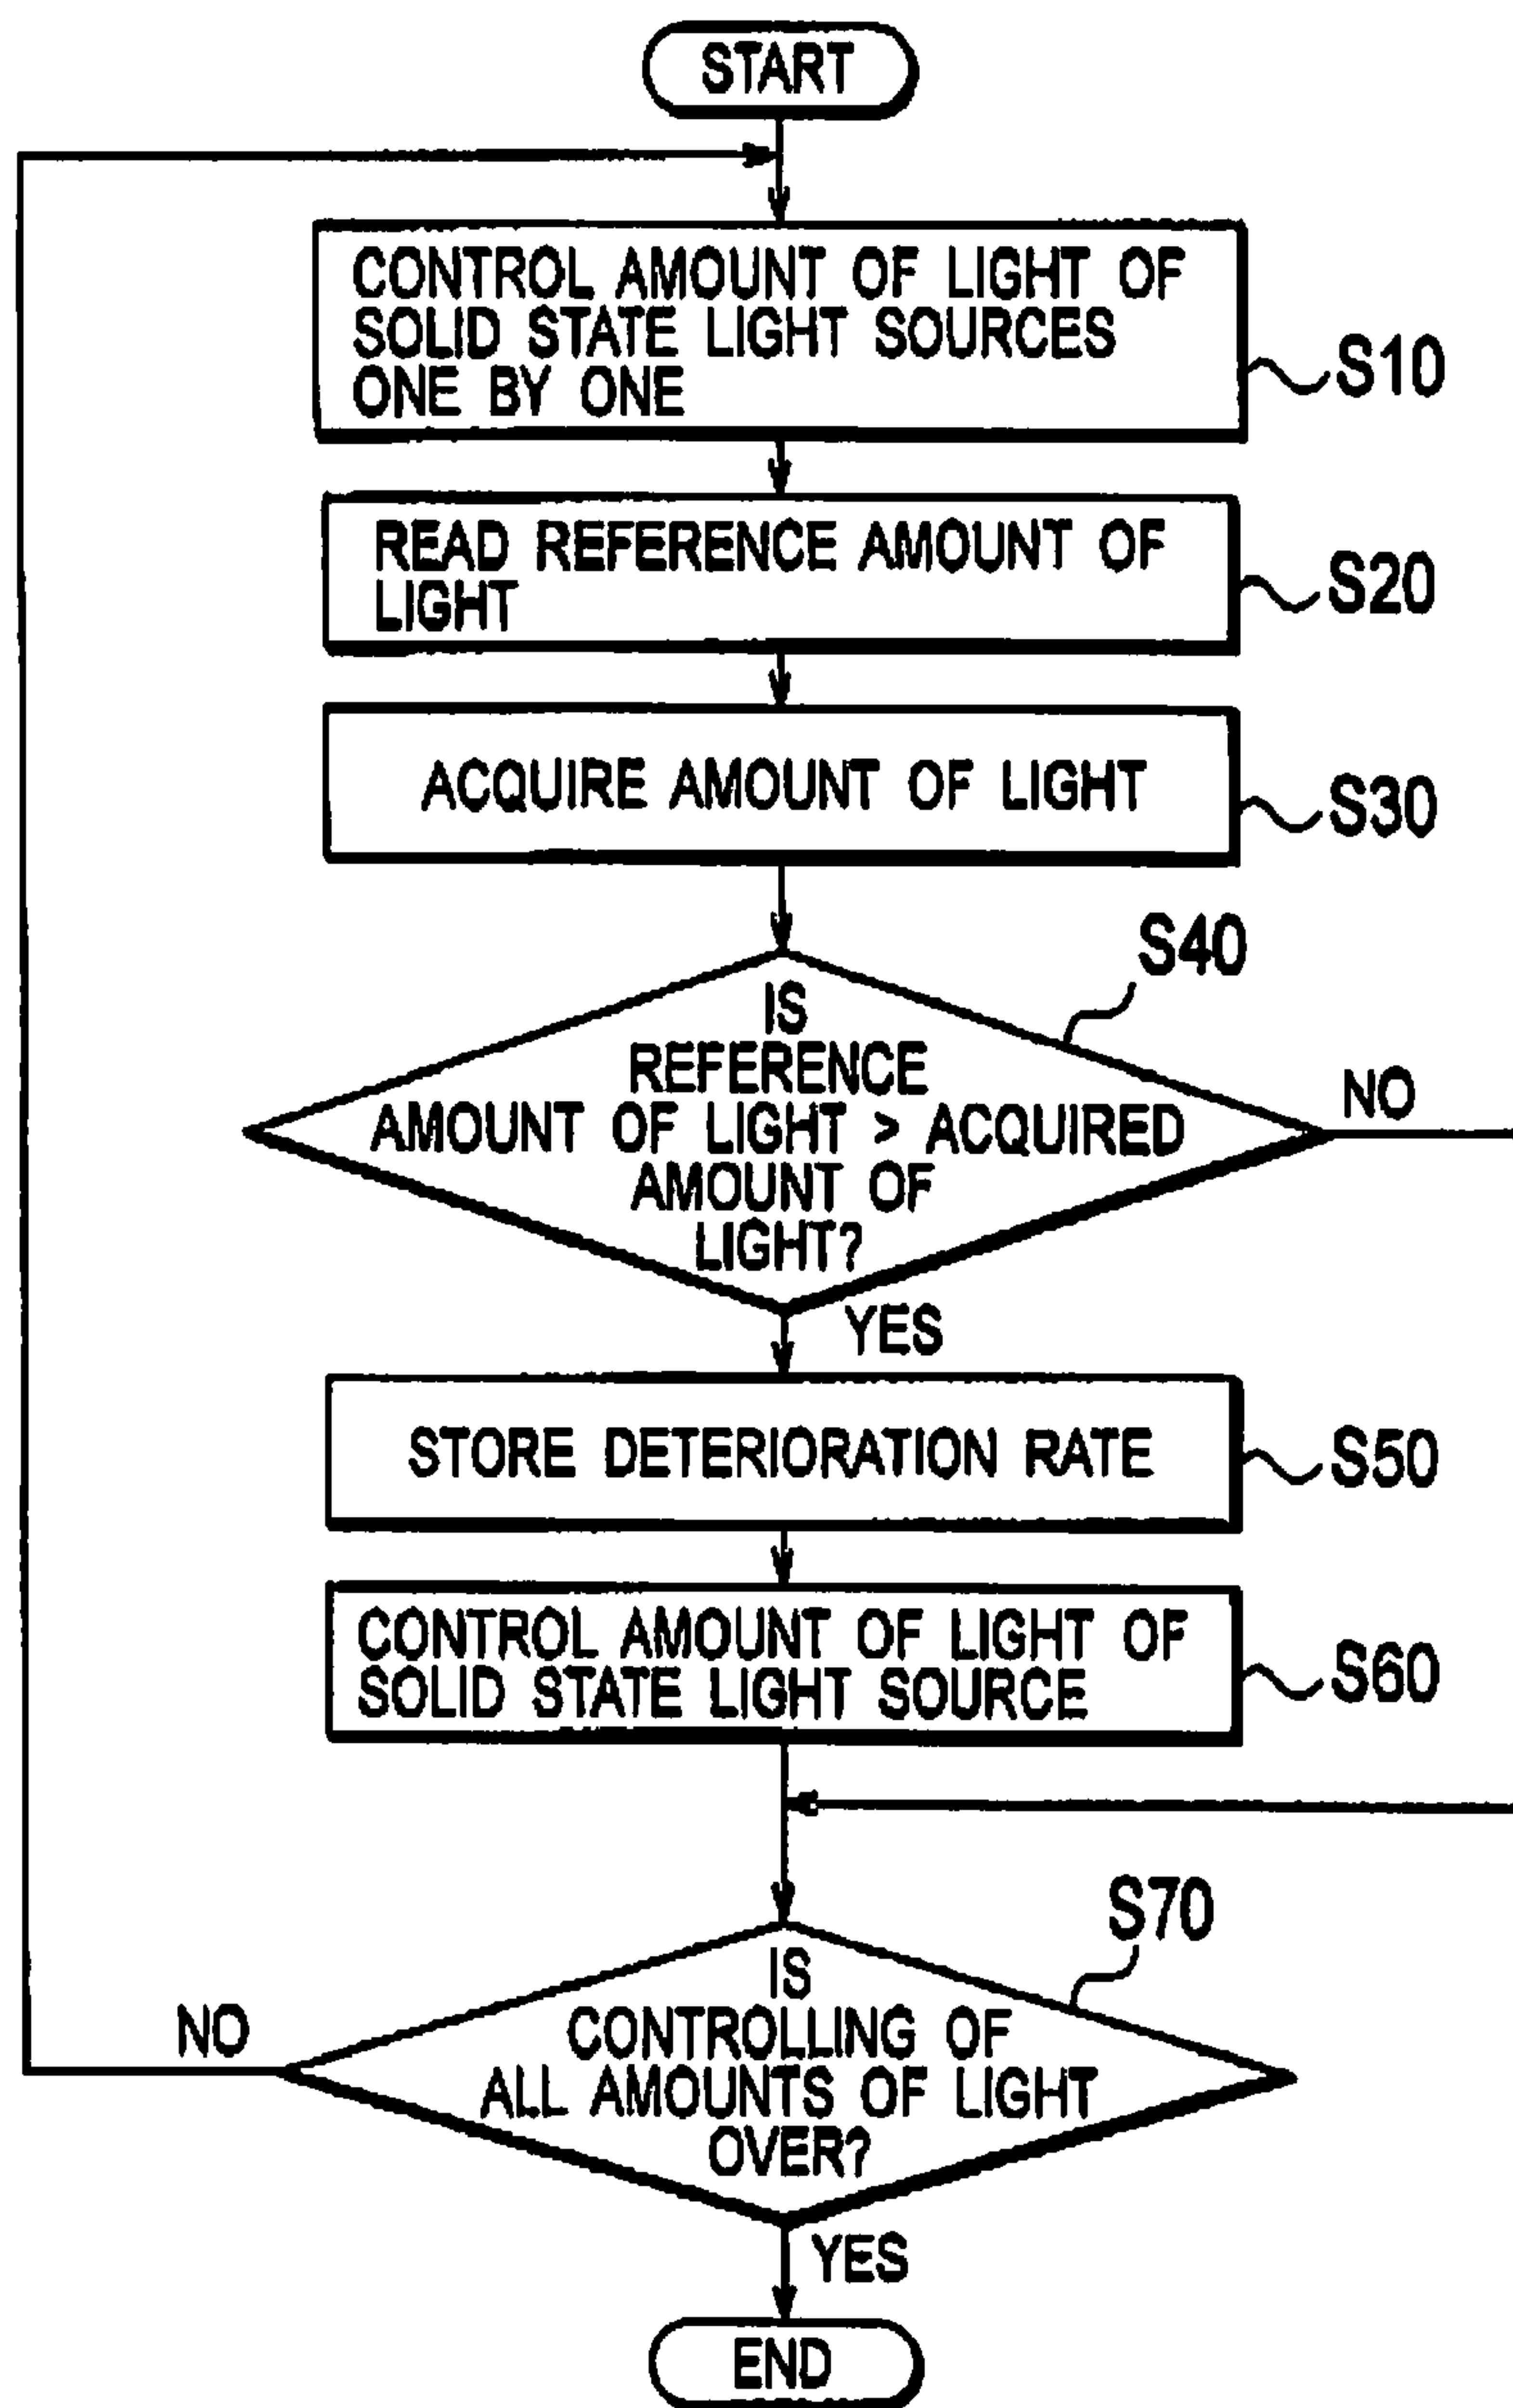 START
CONTROL AMOUNT OF LIGHT OF
SOLID STATE LIGHT SOURCES
ONE BY ONE
S10
READ REFERENCE AMOUNT OF
LIGHT
S20
ACQUIRE AMOUNT OF LIGHT
S30
S40
IS
REFERENCE
AMOUNT OF LIGHT > ACQUIRED
AMOUNT OF
LIGHT?
NO
YES
STORE DETERIORATION RATE
S50
CONTROL AMOUNT OF LIGHT OF
SOLID STATE LIGHT SOURCE
S60
S70
IS
CONTROLLING OF
ALL AMOUNTS OF LIGHT
OVER?
NO
YES
END